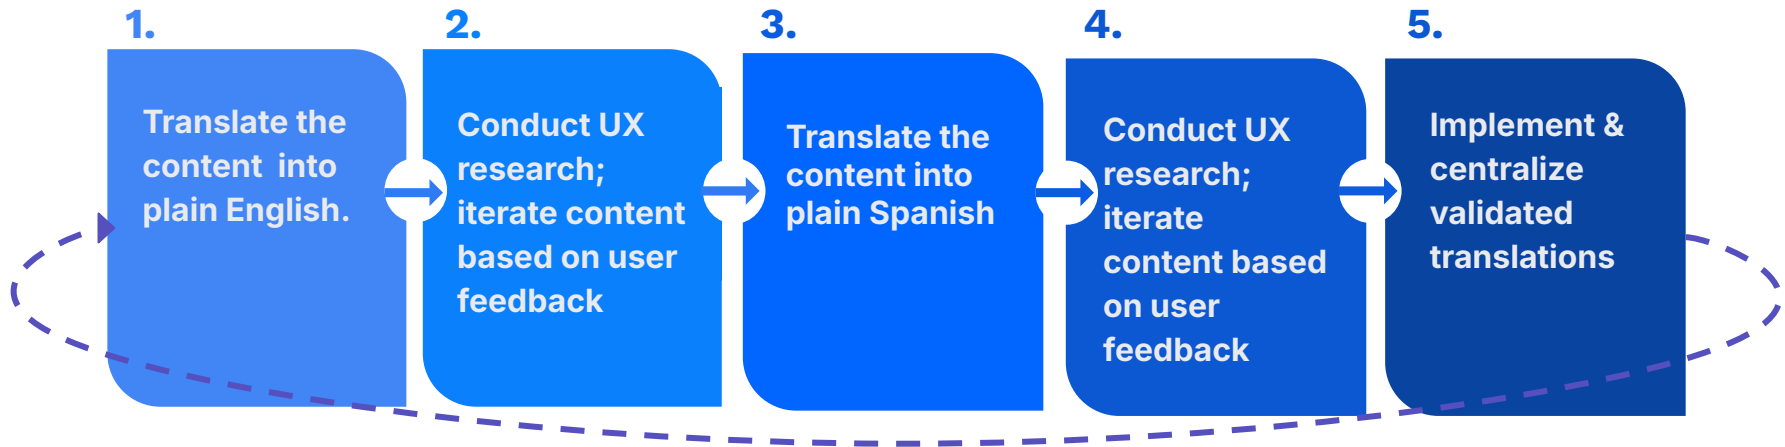 1.
Translate the
content into
plain English.
2.
Conduct UX
research;
iterate content
based on user
feedback
3.
Translate the
content into
plain Spanish
4.
Conduct UX
research;
iterate
content based
on user
feedback
5.
Implement &
centralize
validated
translations